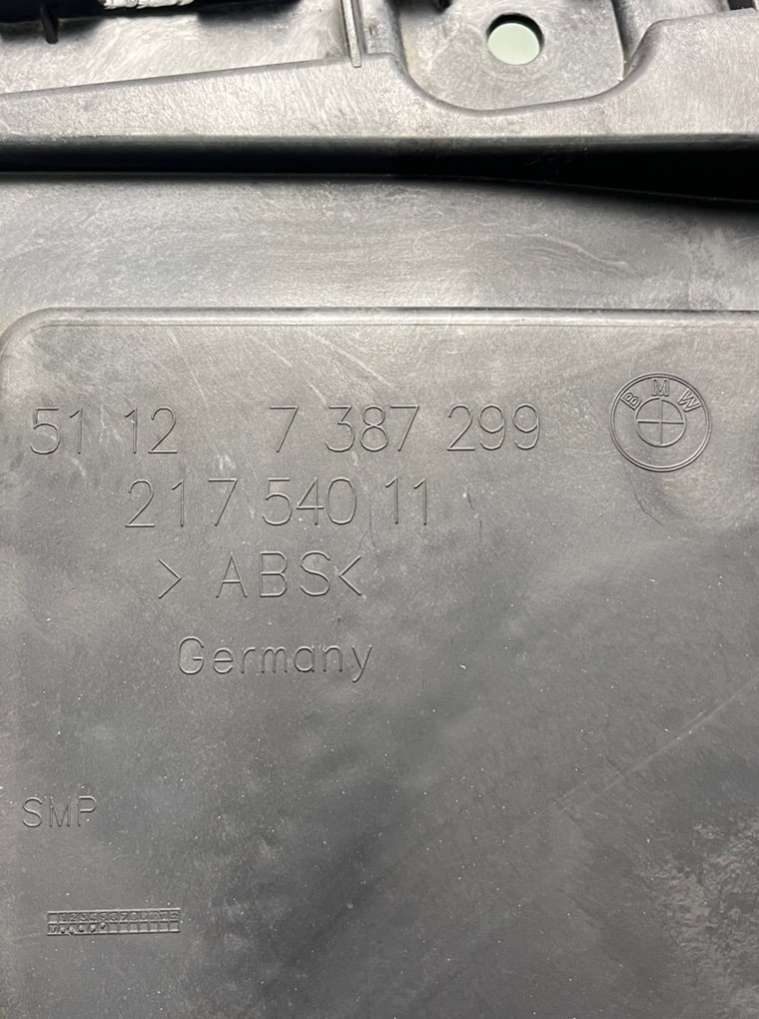 51 12 7 387 299
BMW
217 540 11
> ABS<
Germany
SMP